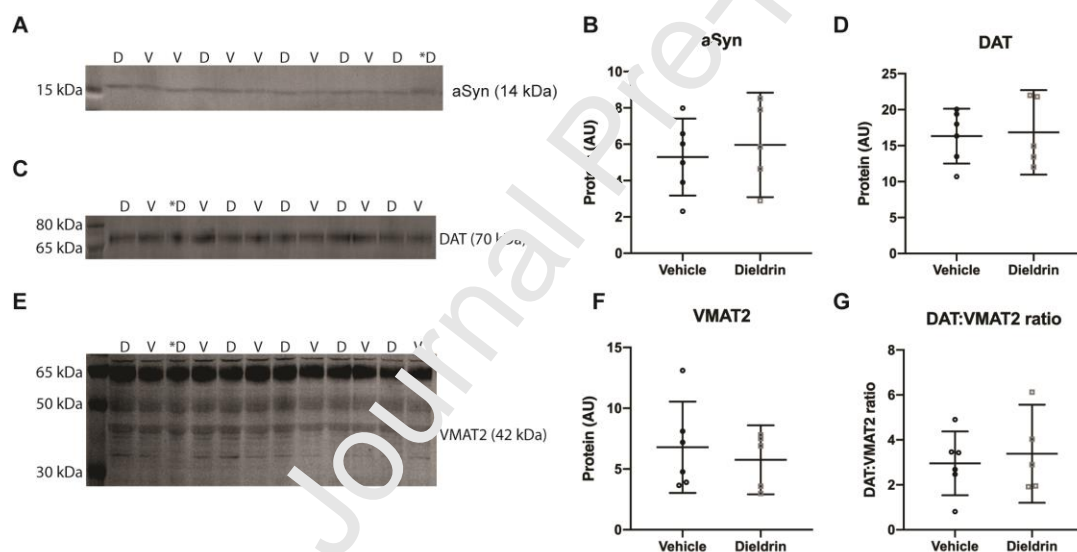 A
D V V D V V D V D V D *D
15 kDa
aSyn (14 kDa)
B
aSyn
Protein (AU)
10
8
6
4
2
0
Vehicle Dieldrin
C
D V *D V D V D V D V D V
80 kDa
65 kDa
DAT (70 kDa)
D
DAT
Protein (AU)
25
20
15
10
5
0
Vehicle Dieldrin
E
D V *D V D V D V D V D V
65 kDa
50 kDa
30 kDa
VMAT2 (42 kDa)
F
VMAT2
Protein (AU)
15
10
5
0
Vehicle Dieldrin
G
DAT:VMAT2 ratio
DAT:VMAT2 ratio
8
6
4
2
0
Vehicle Dieldrin
Journal Pre-